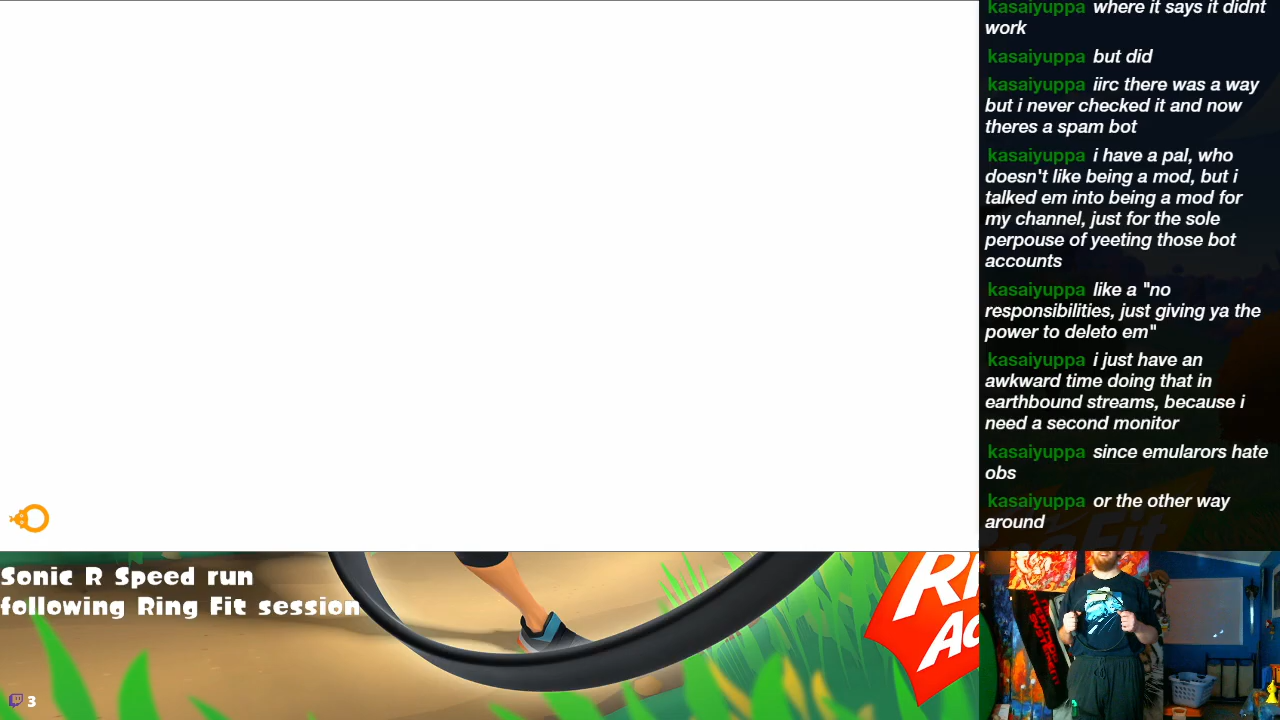 kasaiyuppa where it says it didnt
work
kasaiyuppa but did
kasaiyuppa iirc there was a way
but i never checked it and now
theres a spam bot
kasaiyuppa i have a pal, who
doesn't like being a mod, but i
talked em into being a mod for
my channel, just for the sole
perpouse of yeeting those bot
accounts
kasaiyuppa like a "no
responsibilities, just giving ya the
power to deleto em"
kasaiyuppa i just have an
awkward time doing that in
earthbound streams, because i
need a second monitor
kasaiyuppa since emularors hate
obs
kasaiyuppa or the other way
around
Sonic R Speed run
following Ring Fit session
3